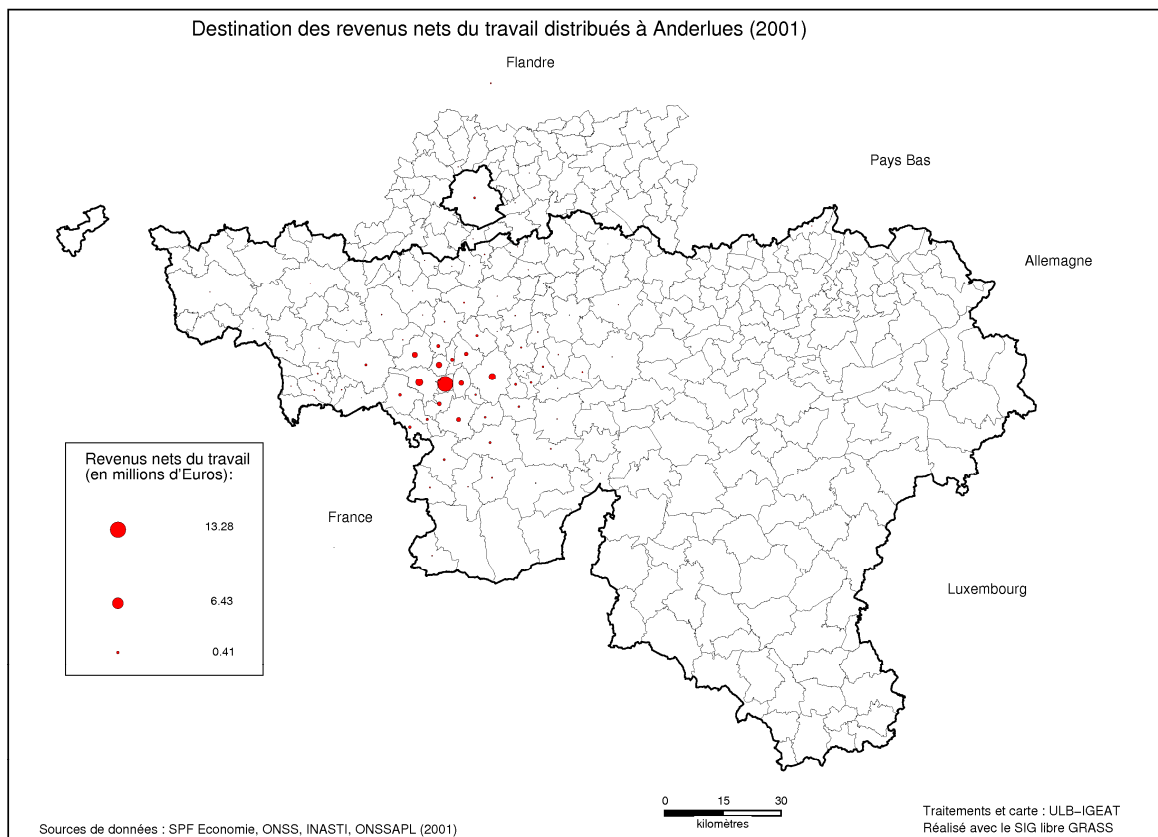 Destination des revenus nets du travail distribués à Anderlues (2001)
Flandre
Pays Bas
Allemagne
Revenus nets du travail
(en millions d'Euros):
13.28
6.43
0.41
France
Luxembourg
0 15 30
kilomètres
Sources de données : SPF Economie, ONSS, INASTI, ONSSAPL (2001)
Traitements et carte : ULB-IGEAT
Réalisé avec le SIG libre GRASS